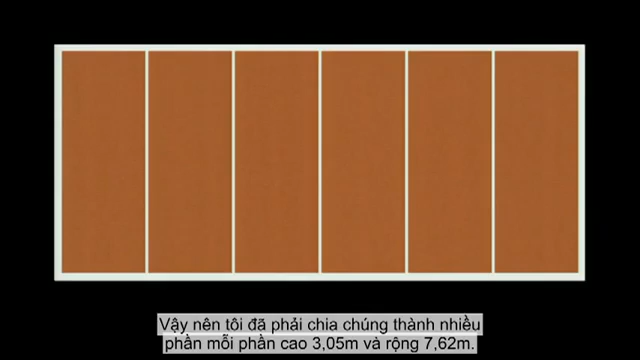 Vậy nên tôi đã phải chia chúng thành nhiều
phần mỗi phần cao 3,05m và rộng 7,62m.